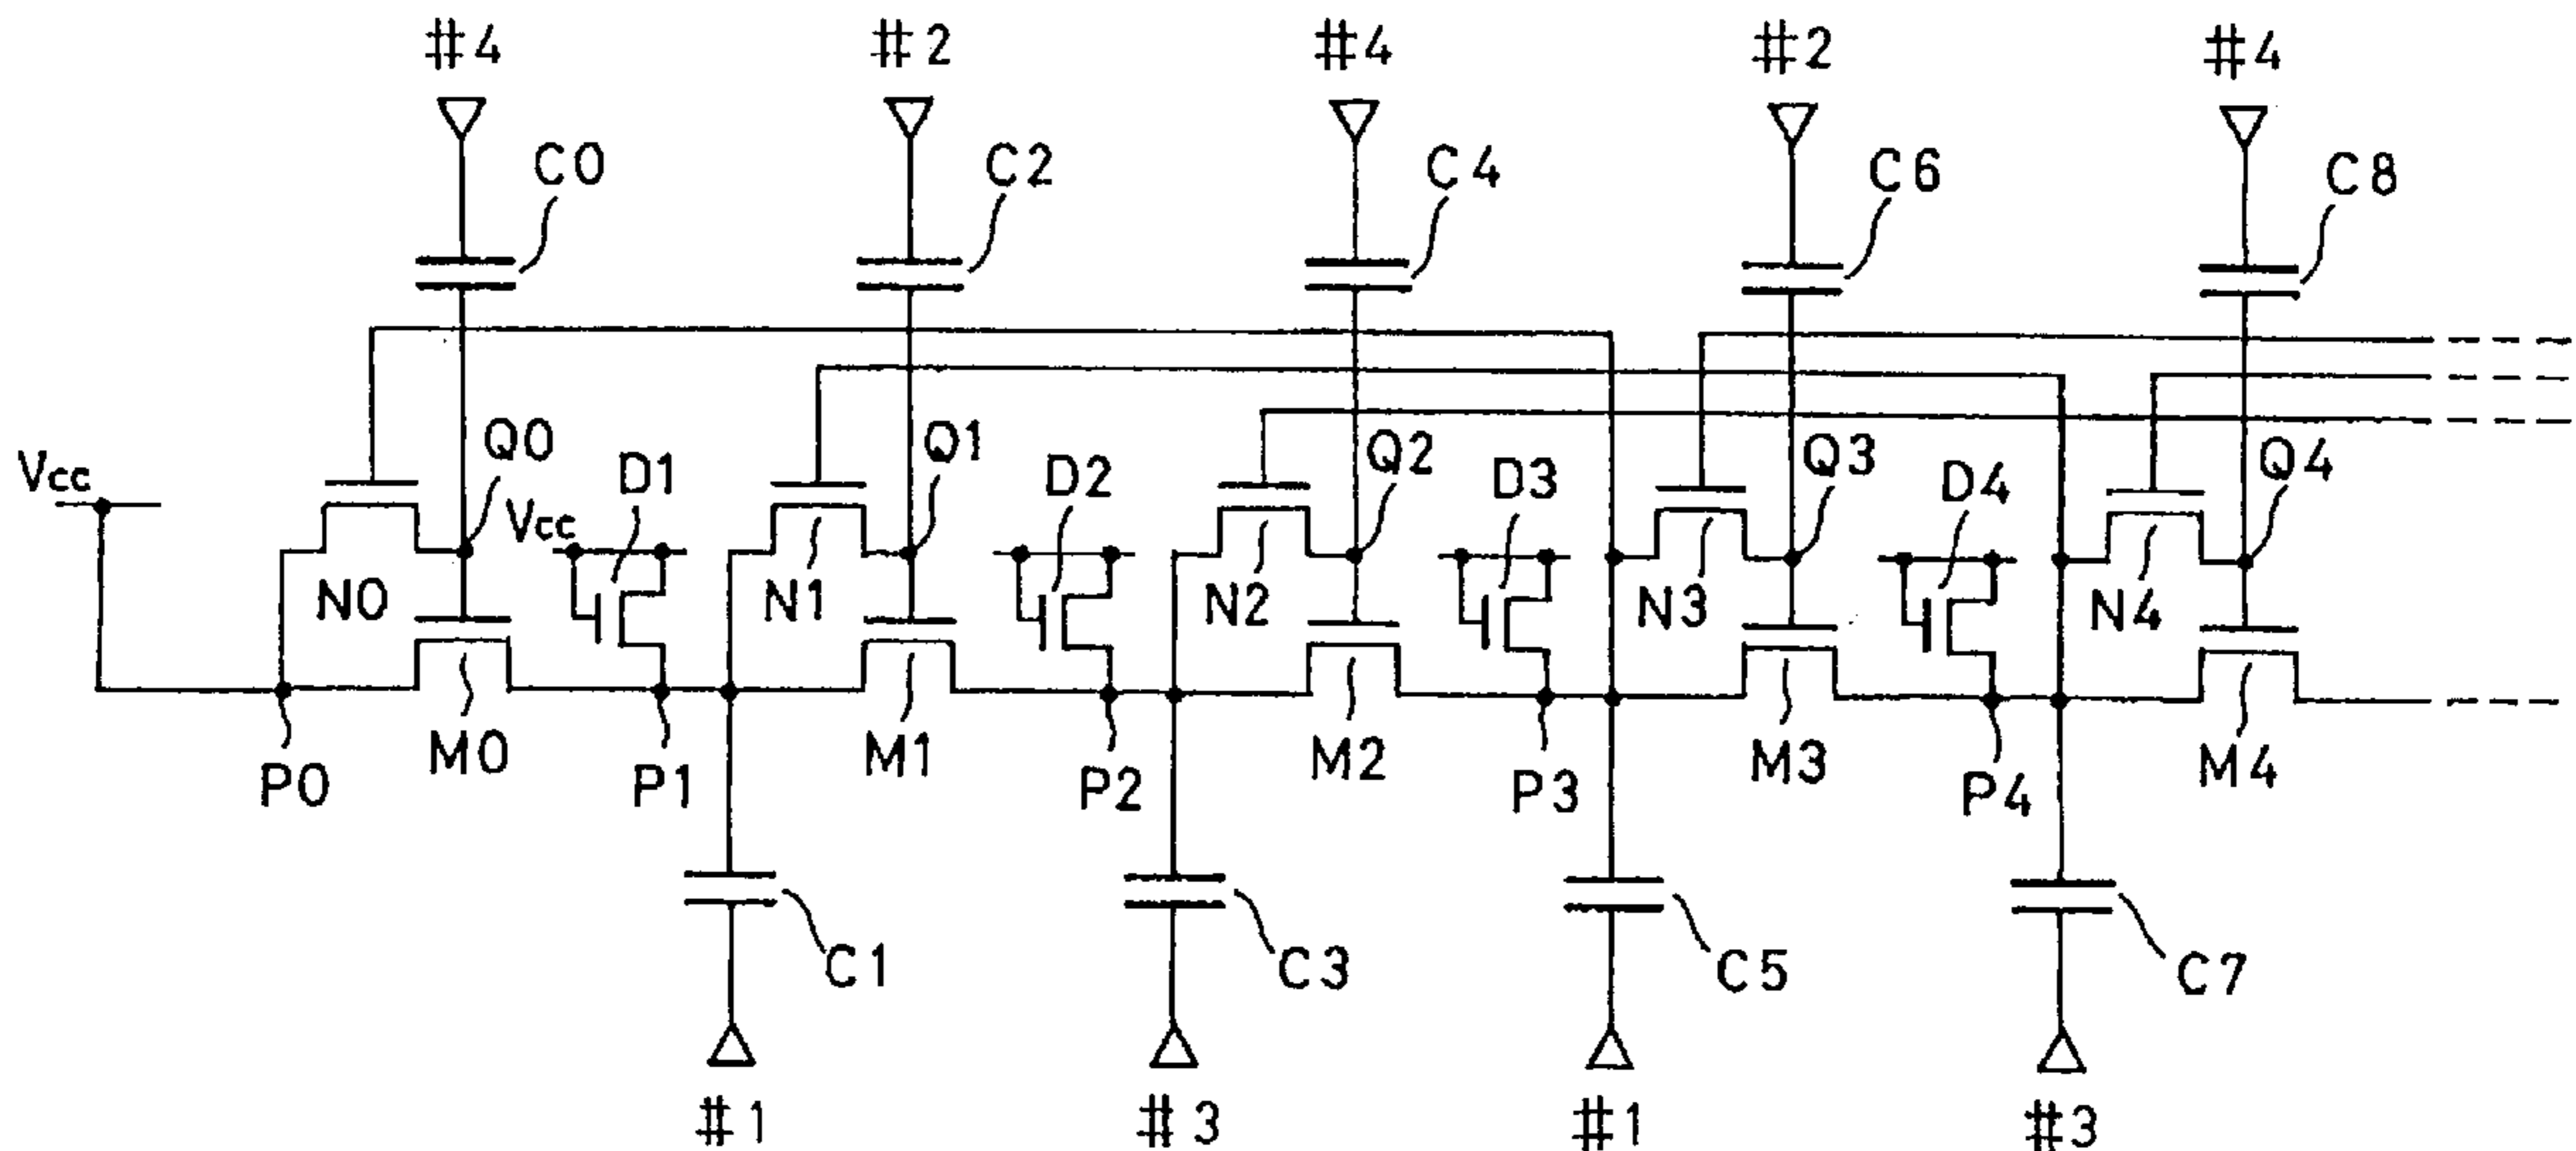 #4 #2 #4 #2 #4
C0 C2 C4 C6 C8
Vcc Q0 D1 Q1 D2 Q2 D3 Q3 D4 Q4
Vcc
N0 N1 N2 N3 N4
P0 M0 P1 M1 P2 M2 P3 M3 P4 M4
C1 C3 C5 C7
#1 #3 #1 #3